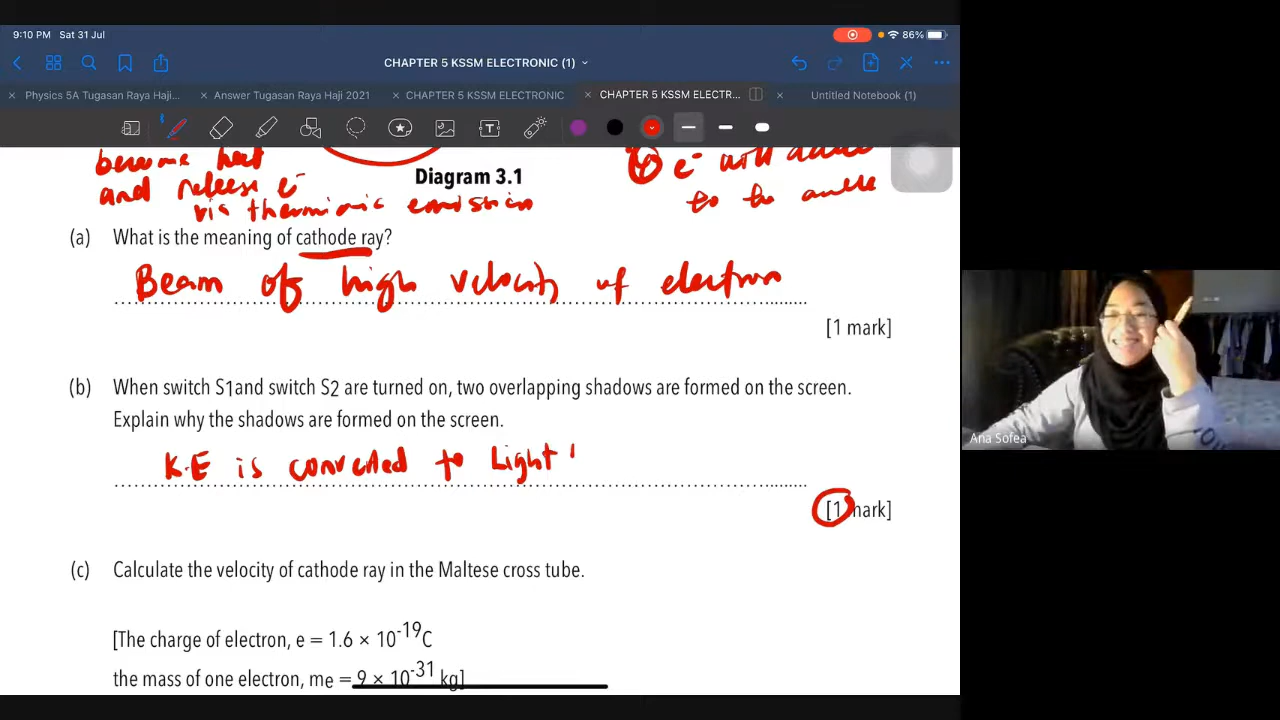 9:10 PM Sat 31 Jul 86%
CHAPTER 5 KSSM ELECTRONIC (1)
Physics 5A Tugasan Raya Haji... Answer Tugasan Raya Haji 2021 CHAPTER 5 KSSM ELECTRONIC CHAPTER 5 KSSM ELECTR... Untitled Notebook (1)
become heat
and release e-
via thermionic emission
Diagram 3.1
e- will
to the
(a) What is the meaning of cathode ray?
Beam of high velocity of electron
[1 mark]
(b) When switch S1and switch S2 are turned on, two overlapping shadows are formed on the screen.
Explain why the shadows are formed on the screen.
K.E is converted to Light
[1 mark]
Ana Sofea
(c) Calculate the velocity of cathode ray in the Maltese cross tube.
[The charge of electron, e = 1.6 × 10-19C
the mass of one electron, me = 9 × 10-31 kg]